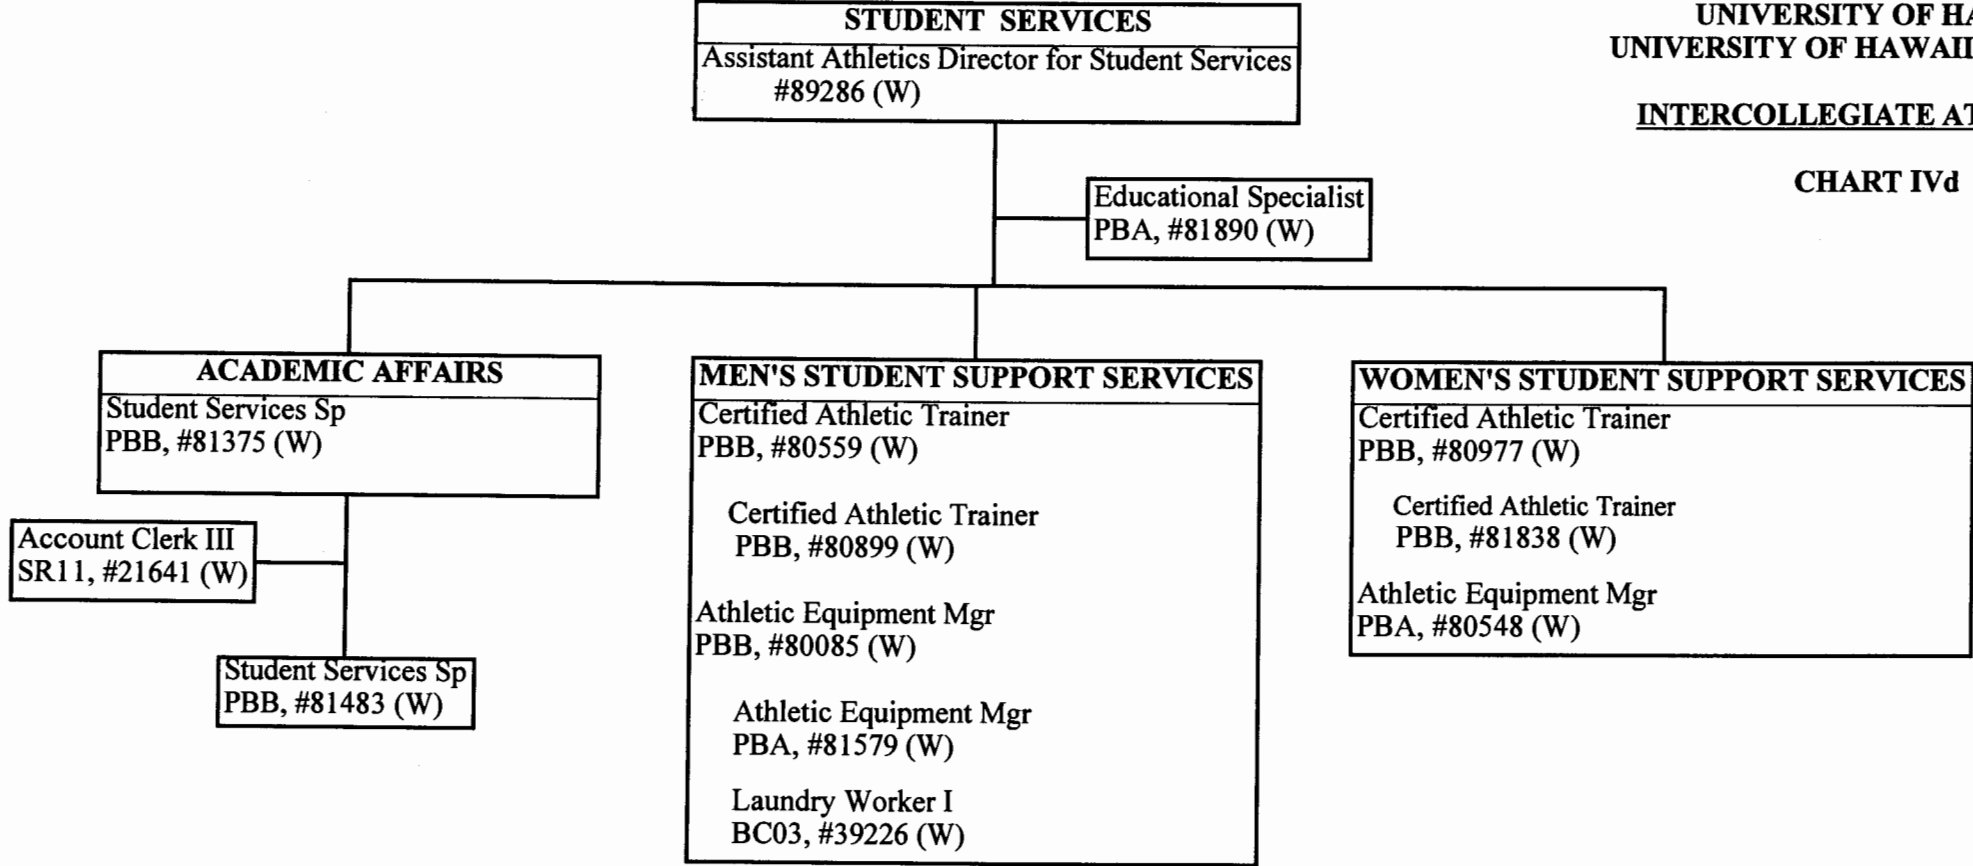 STUDENT SERVICES
Assistant Athletics Director for Student Services
#89286 (W)
UNIVERSITY OF
UNIVERSITY OF HAWAII
INTERCOLLEGIATE
CHART IVd
Educational Specialist
PBA, #81890 (W)
ACADEMIC AFFAIRS
Student Services Sp
PBB, #81375 (W)
Account Clerk III
SR11, #21641 (W)
Student Services Sp
PBB, #81483 (W)
MEN'S STUDENT SUPPORT SERVICES
Certified Athletic Trainer
PBB, #80559 (W)
Certified Athletic Trainer
PBB, #80899 (W)
Athletic Equipment Mgr
PBB, #80085 (W)
Athletic Equipment Mgr
PBA, #81579 (W)
Laundry Worker I
BC03, #39226 (W)
WOMEN'S STUDENT SUPPORT SERVICES
Certified Athletic Trainer
PBB, #80977 (W)
Certified Athletic Trainer
PBB, #81838 (W)
Athletic Equipment Mgr
PBA, #80548 (W)